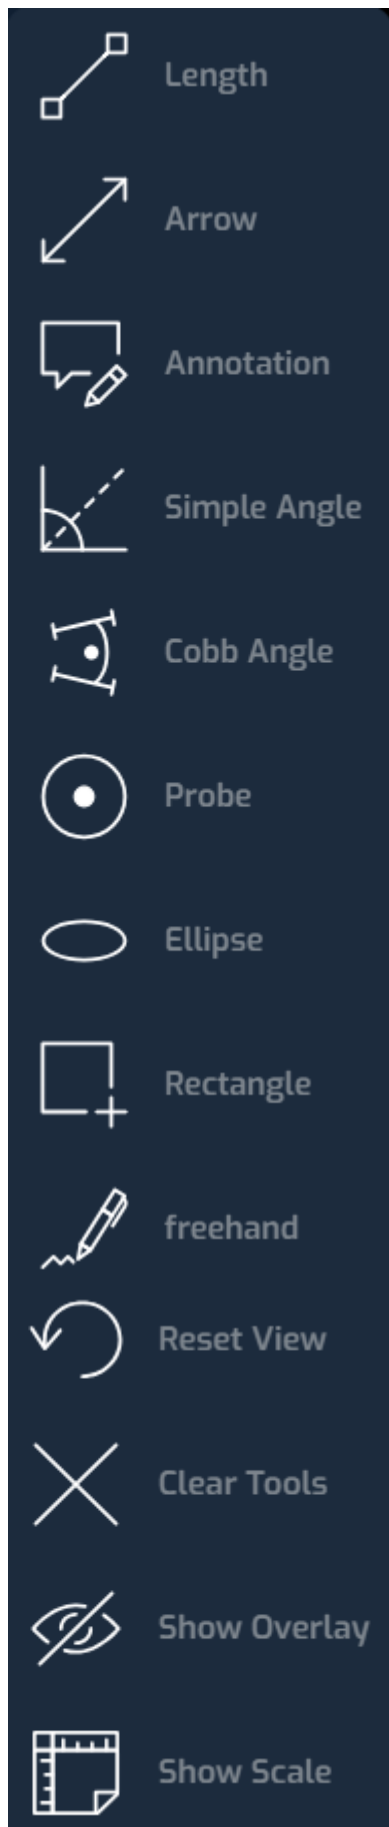 Length
Arrow
Annotation
Simple Angle
Cobb Angle
Probe
Ellipse
Rectangle
freehand
Reset View
Clear Tools
Show Overlay
Show Scale